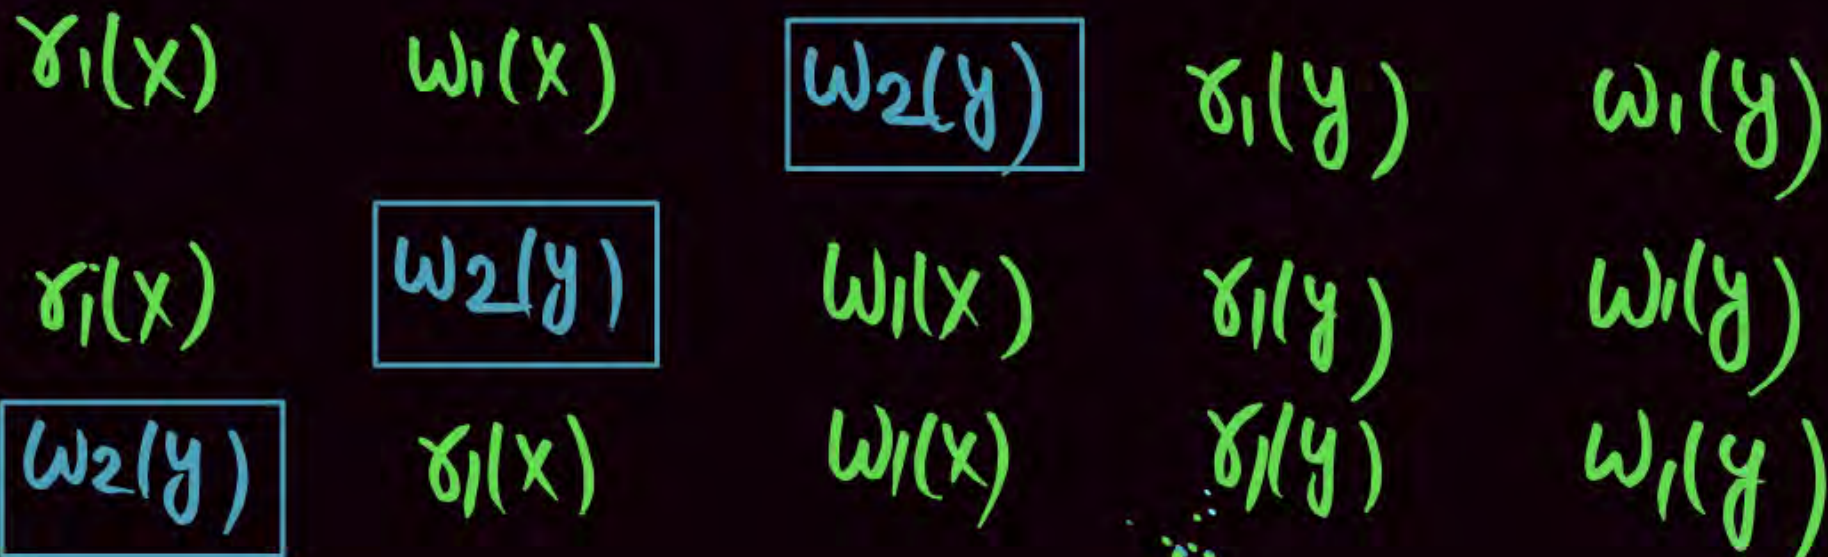 r1(x) w1(x) w2(y) r1(y) w1(y)
r1(x) w2(y) w1(x) r1(y) w1(y)
w2(y) r1(x) w1(x) r1(y) w1(y)